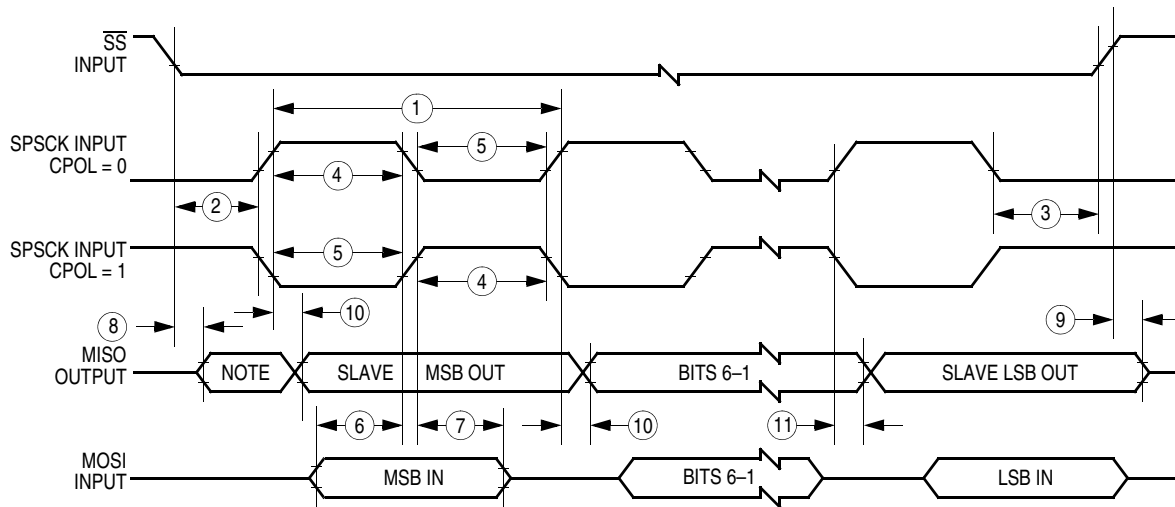 SS
INPUT
1
SPSCK INPUT
CPOL = 0
5
4
2
3
SPSCK INPUT
CPOL = 1
5
4
8
10
9
MISO
OUTPUT
NOTE
SLAVE MSB OUT
BITS 6–1
SLAVE LSB OUT
6
7
10
11
MOSI
INPUT
MSB IN
BITS 6–1
LSB IN